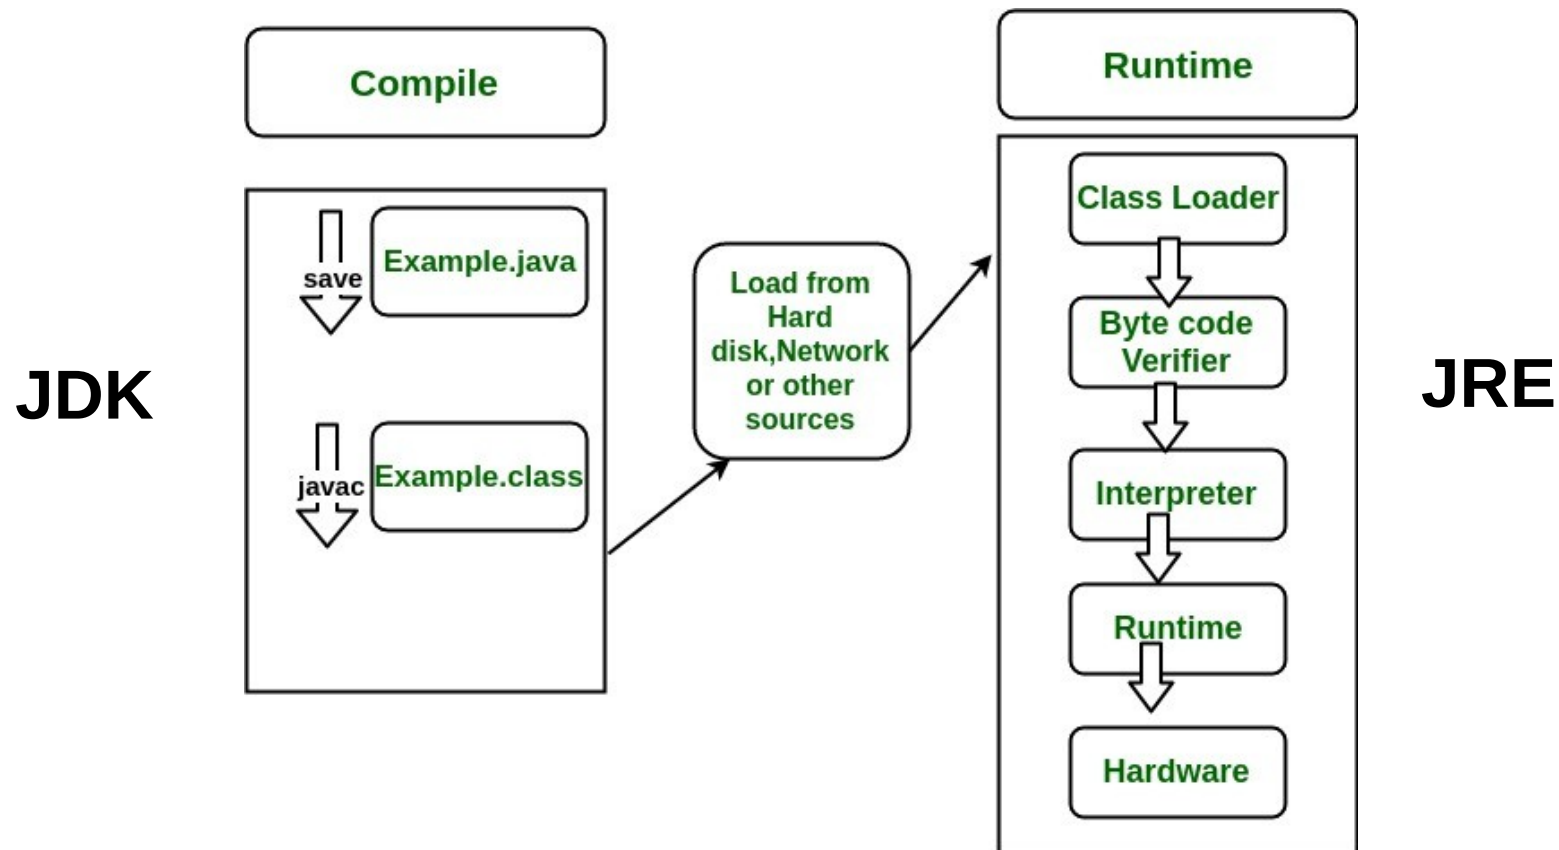 JDK
Compile
save
Example.java
javac
Example.class
Load from
Hard
disk,Network
or other
sources
Runtime
Class Loader
Byte code
Verifier
Interpreter
Runtime
Hardware
JRE